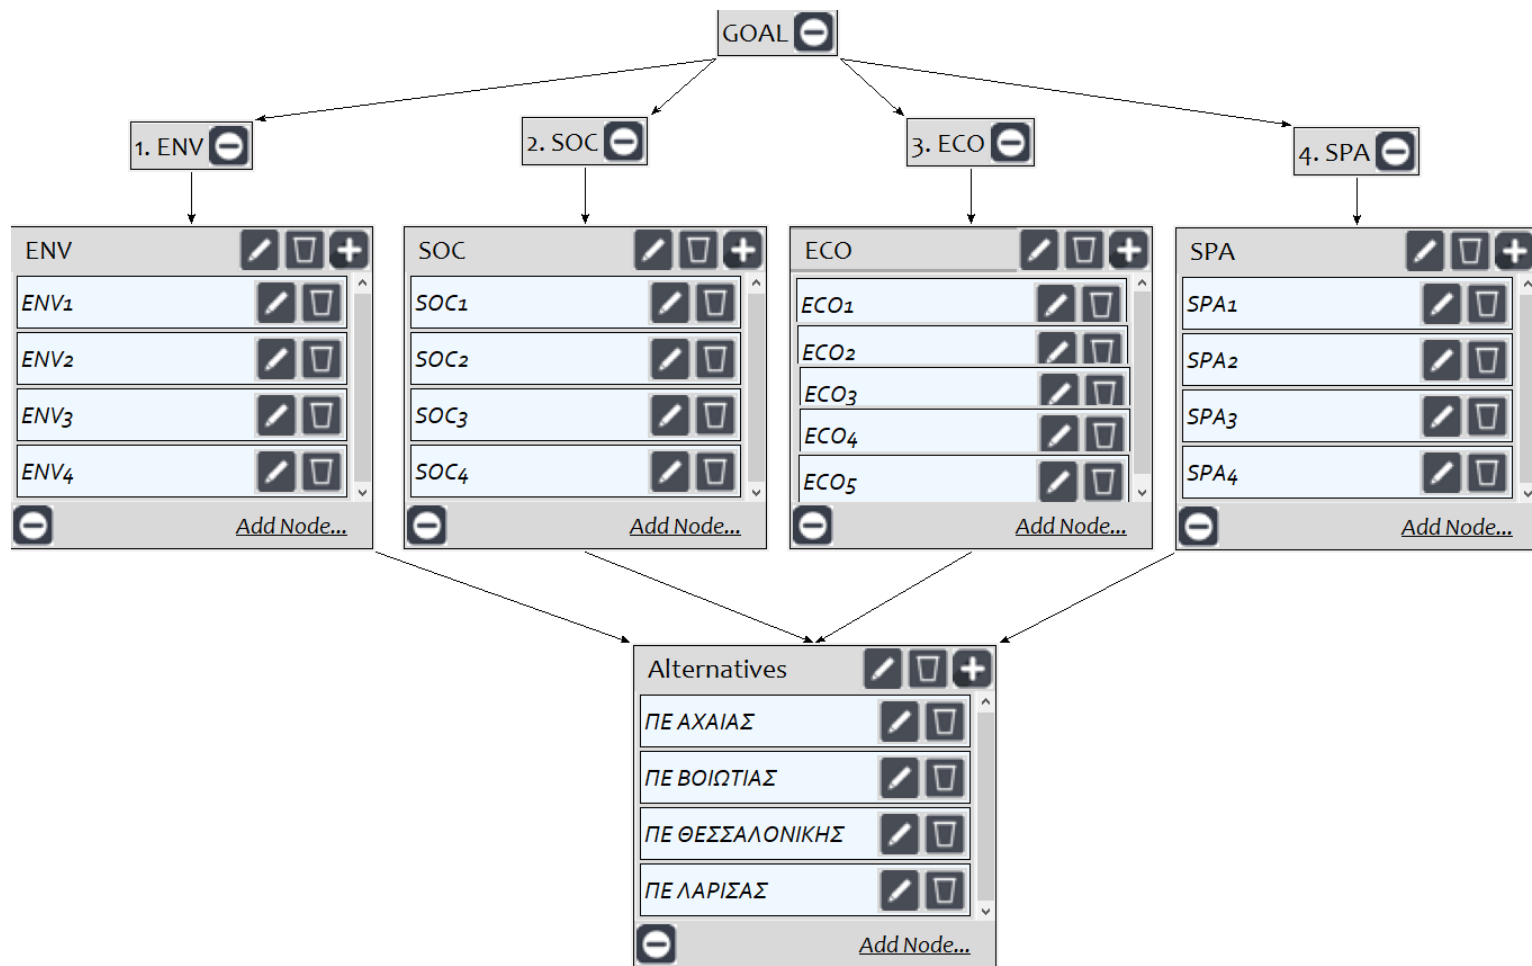 GOAL
1. ENV
2. SOC
3. ECO
4. SPA
ENV
ENV1
ENV2
ENV3
ENV4
Add Node...
SOC
SOC1
SOC2
SOC3
SOC4
Add Node...
ECO
ECO1
ECO2
ECO3
ECO4
ECO5
Add Node...
SPA
SPA1
SPA2
SPA3
SPA4
Add Node...
Alternatives
ΠΕ ΑΧΑΙΑΣ
ΠΕ ΒΟΙΩΤΙΑΣ
ΠΕ ΘΕΣΣΑΛΟΝΙΚΗΣ
ΠΕ ΛΑΡΙΣΑΣ
Add Node...